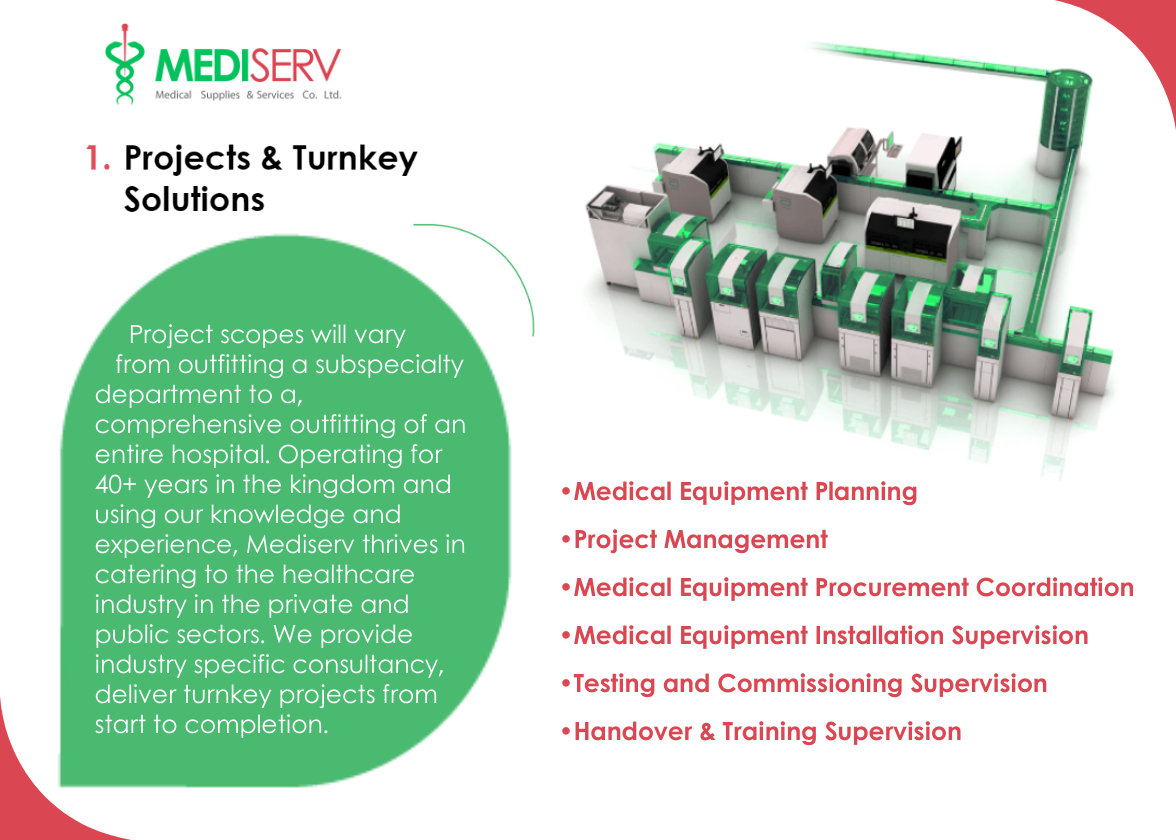 MEDISERV
Medical Supplies & Services Co. Ltd.
1. Projects & Turnkey
Solutions
Project scopes will vary
from outfitting a subspecialty
department to a,
comprehensive outfitting of an
entire hospital. Operating for
40+ years in the kingdom and
using our knowledge and
experience, Mediserv thrives in
catering to the healthcare
industry in the private and
public sectors. We provide
industry specific consultancy,
deliver turnkey projects from
start to completion.
•Medical Equipment Planning
•Project Management
•Medical Equipment Procurement Coordination
•Medical Equipment Installation Supervision
•Testing and Commissioning Supervision
•Handover & Training Supervision